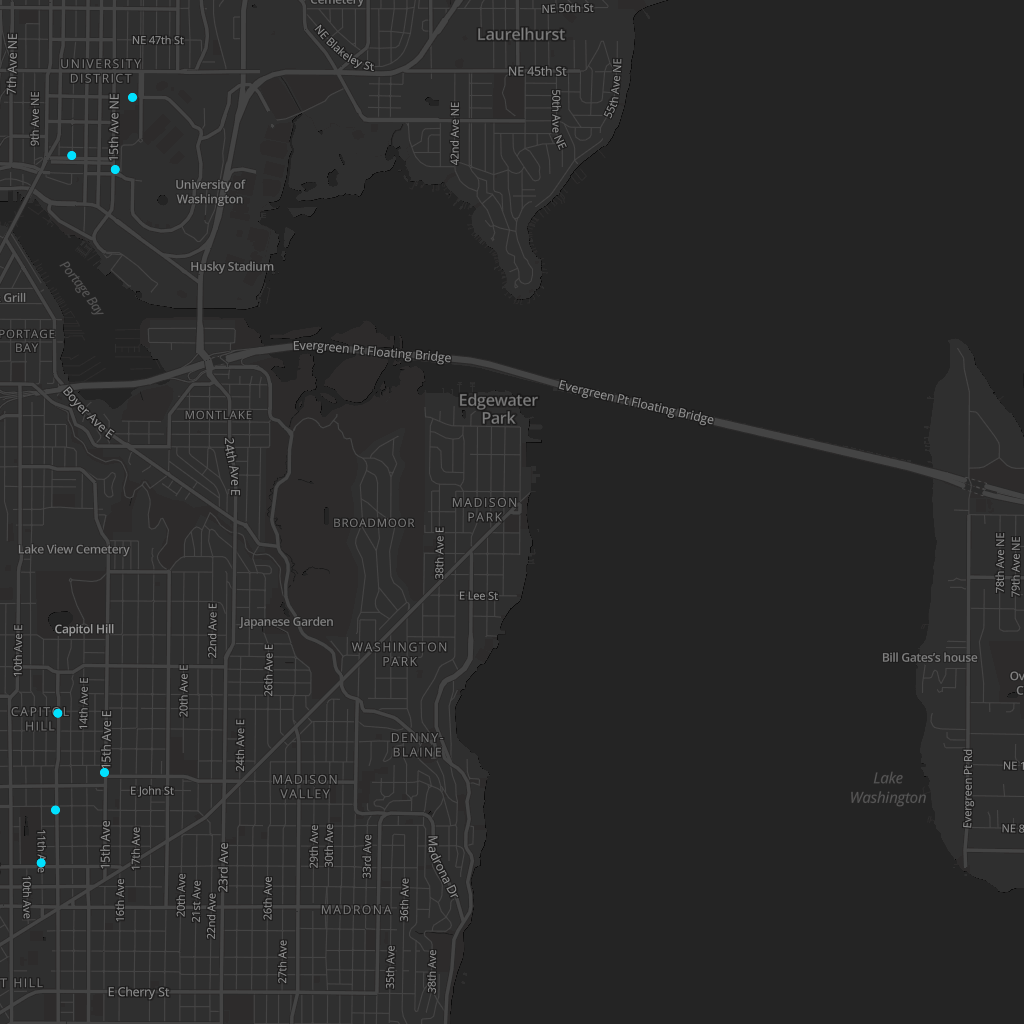 Cemetery
NE 50th St
NE Blakeley St
Laurelhurst
NE 47th St
7th Ave NE
UNIVERSITY
DISTRICT
NE 45th St
55th Ave NE
50th Ave NE
42nd Ave NE
9th Ave NE
15th Ave NE
University of
Washington
Husky Stadium
Portage Bay
Grill
PORTAGE
BAY
Evergreen Pt Floating Bridge
Evergreen Pt Floating Bridge
Boyer Ave E
MONTLAKE
Edgewater
Park
24th Ave E
MADISON
PARK
BROADMOOR
38th Ave E
Lake View Cemetery
78th Ave NE
79th Ave NE
E Lee St
Capitol Hill
22nd Ave E
Japanese Garden
10th Ave E
WASHINGTON
PARK
26th Ave E
Bill Gates's house
Ov
C
20th Ave E
14th Ave E
CAPITOL
HILL
15th Ave E
24th Ave E
DENNY-
BLAINE
MADISON
VALLEY
E John St
Lake
Washington
Evergreen Pt Rd
NE 1
NE 8
11th Ave
15th Ave
17th Ave
29th Ave
30th Ave
33rd Ave
Madrona Dr
23rd Ave
10th Ave
16th Ave
20th Ave
21st Ave
22nd Ave
26th Ave
36th Ave
MADRONA
27th Ave
35th Ave
38th Ave
T HILL
E Cherry St